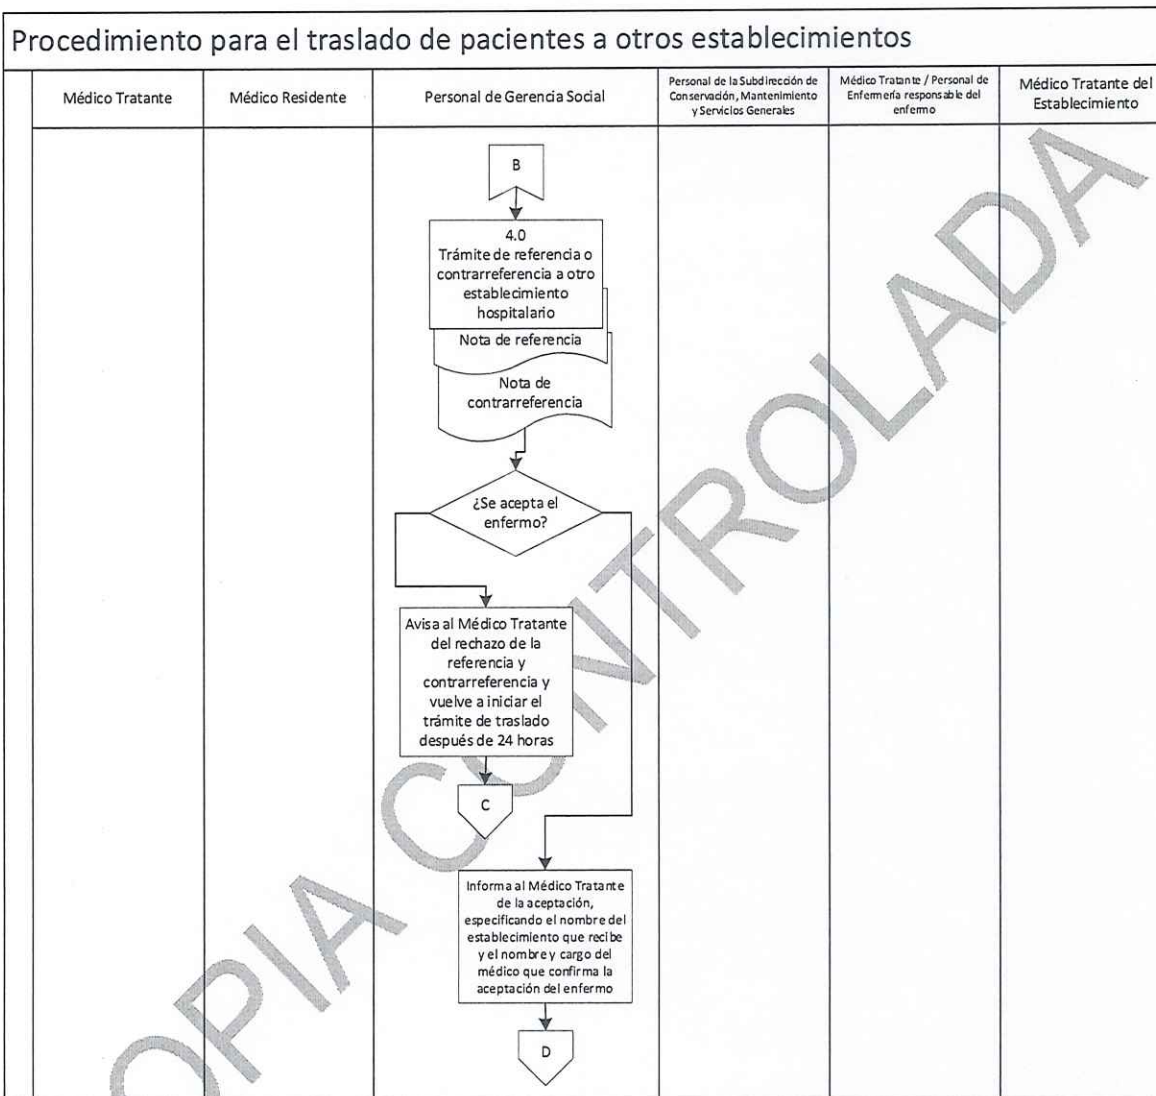 Procedimiento para el traslado de pacientes a otros establecimientos
Médico Tratante
Médico Residente
Personal de Gerencia Social
Personal de la Subdirección de
Conservación, Mantenimiento
y Servicios Generales
Médico Tratante / Personal de
Enfermería responsable del
enfermo
Médico Tratante del
Establecimiento
B
4.0
Trámite de referencia o
contrarreferencia a otro
establecimiento
hospitalario
Nota de referencia
Nota de
contrarreferencia
¿Se acepta el
enfermo?
Avisa al Médico Tratante
del rechazo de la
referencia y
contrarreferencia y
vuelve a iniciar el
trámite de traslado
después de 24 horas
C
Informa al Médico Tratante
de la aceptación,
especificando el nombre del
establecimiento que recibe
y el nombre y cargo del
médico que confirma la
aceptación del enfermo
D
OPIA CONTROLADA